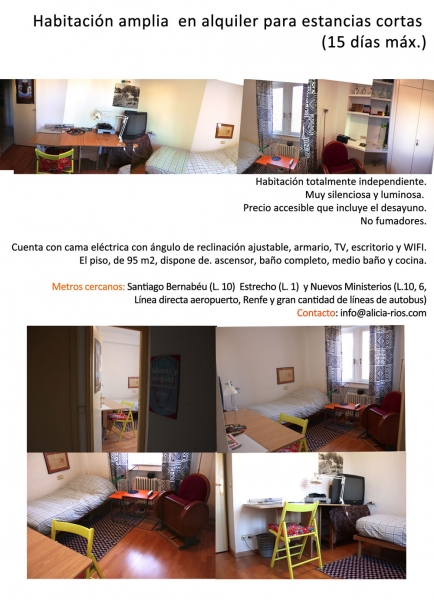 Habitación amplia en alquiler para estancias cortas
(15 días máx.)
Habitación totalmente independiente.
Muy silenciosa y luminosa.
Precio accesible que incluye el desayuno.
No fumadores.
Cuenta con cama eléctrica con ángulo de reclinación ajustable, armario, TV, escritorio y WIFI.
El piso, de 95 m2, dispone de. ascensor, baño completo, medio baño y cocina.
Metros cercanos: Santiago Bernabéu (L. 10) Estrecho (L. 1) y Nuevos Ministerios (L.10, 6,
Línea directa aeropuerto, Renfe y gran cantidad de líneas de autobus)
Contacto: info@alicia-rios.com